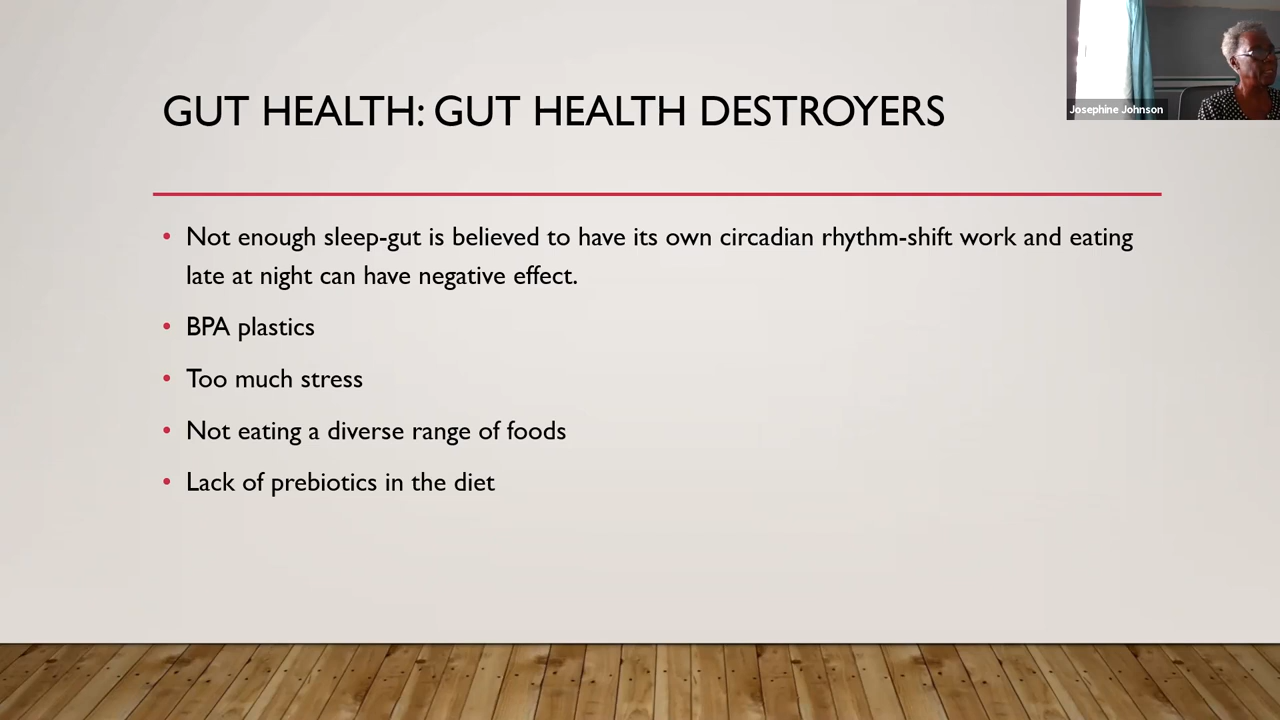 GUT HEALTH: GUT HEALTH DESTROYERS
Josephine Johnson
• Not enough sleep-gut is believed to have its own circadian rhythm-shift work and eating
late at night can have negative effect.
• BPA plastics
• Too much stress
• Not eating a diverse range of foods
• Lack of prebiotics in the diet